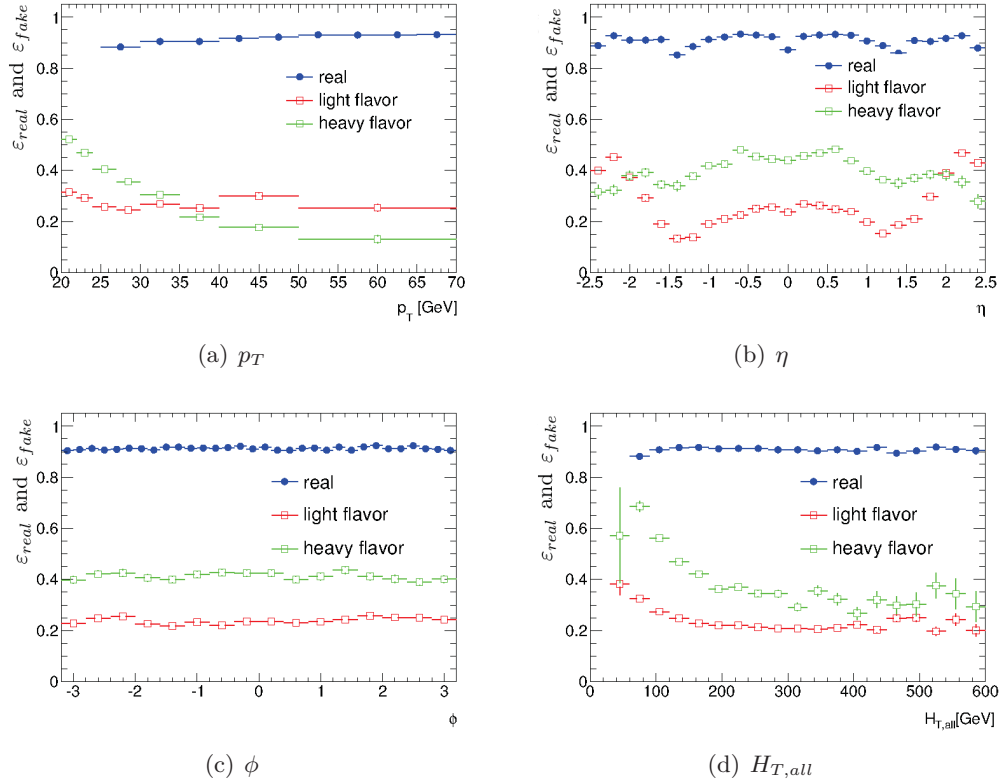 ε_real and ε_fake
1
0.8
0.6
0.4
0.2
0
real
light flavor
heavy flavor
20 25 30 35 40 45 50 55 60 65 70
p_T [GeV]
(a) p_T
ε_real and ε_fake
1
0.8
0.6
0.4
0.2
0
real
light flavor
heavy flavor
-2.5 -2 -1.5 -1 -0.5 0 0.5 1 1.5 2 2.5
η
(b) η
ε_real and ε_fake
1
0.8
0.6
0.4
0.2
0
real
light flavor
heavy flavor
-3 -2 -1 0 1 2 3
ϕ
(c) ϕ
ε_real and ε_fake
1
0.8
0.6
0.4
0.2
0
real
light flavor
heavy flavor
0 100 200 300 400 500 600
H_T,all[GeV]
(d) H_T,all